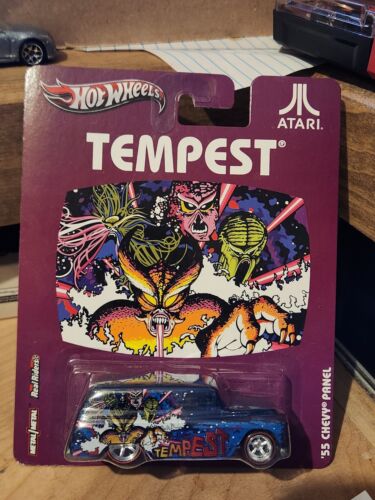 HOT WHEELS
ATARI®
TEMPEST®
METAL/METAL
Real Riders
'55 CHEVY® PANEL
TEMPEST